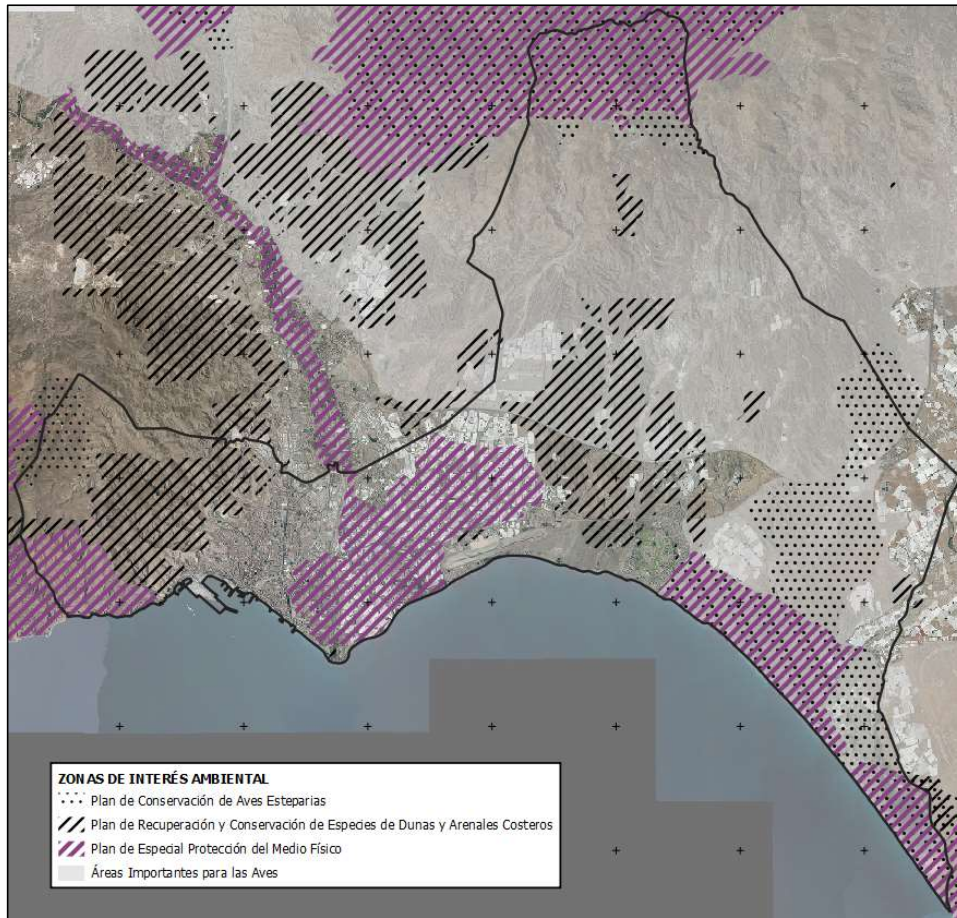 ZONAS DE INTERÉS AMBIENTAL
Plan de Conservación de Aves Esteparias
Plan de Recuperación y Conservación de Especies de Dunas y Arenales Costeros
Plan de Especial Protección del Medio Físico
Áreas Importantes para las Aves